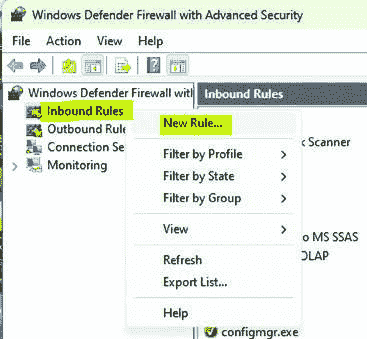 Windows Defender Firewall with Advanced Security
File Action View Help
Windows Defender Firewall with
Inbound Rules
Inbound Rules
New Rule...
Outbound Rule
k Scanner
Connection Se
Filter by Profile
Monitoring
Filter by State
Filter by Group
View
o MS SSAS
OLAP
Refresh
Export List...
Help
configmgr.exe